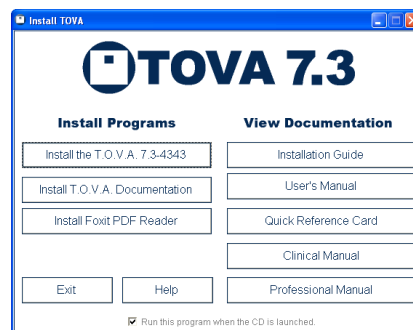 Install TOVA
TOVA 7.3
Install Programs
View Documentation
Install the T.O.V.A. 7.3-4343
Installation Guide
Install T.O.V.A. Documentation
User's Manual
Install Foxit PDF Reader
Quick Reference Card
Clinical Manual
Exit
Help
Professional Manual
Run this program when the CD is launched.